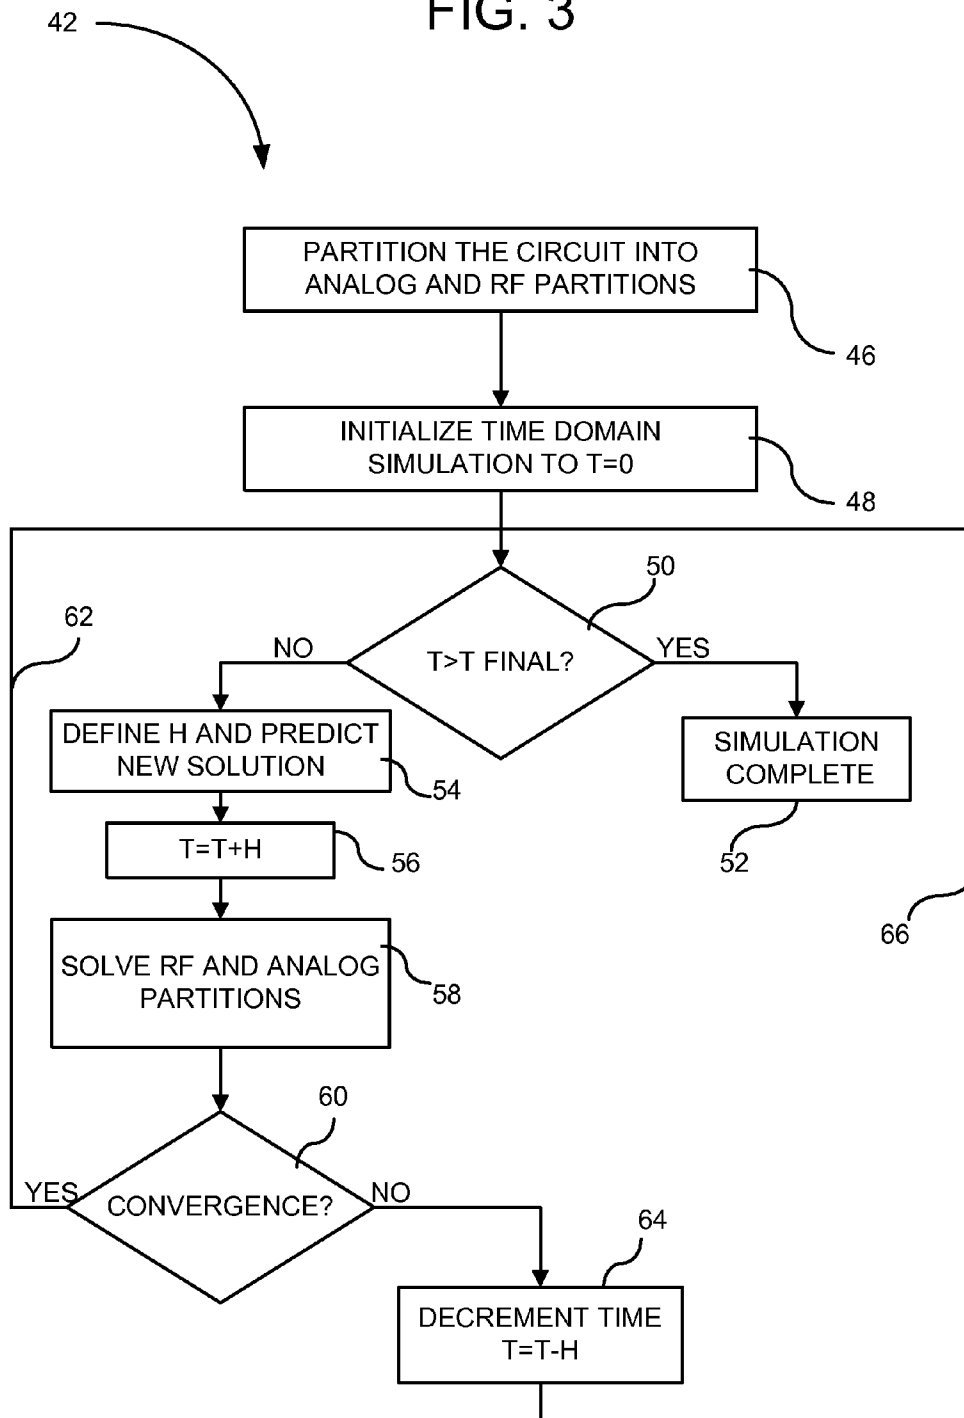 FIG. 3
42
PARTITION THE CIRCUIT INTO
ANALOG AND RF PARTITIONS
46
INITIALIZE TIME DOMAIN
SIMULATION TO T=0
48
50
62
NO
T>T FINAL?
YES
DEFINE H AND PREDICT
NEW SOLUTION
54
SIMULATION
COMPLETE
52
T=T+H
56
66
SOLVE RF AND ANALOG
PARTITIONS
58
60
YES
CONVERGENCE?
NO
64
DECREMENT TIME
T=T-H